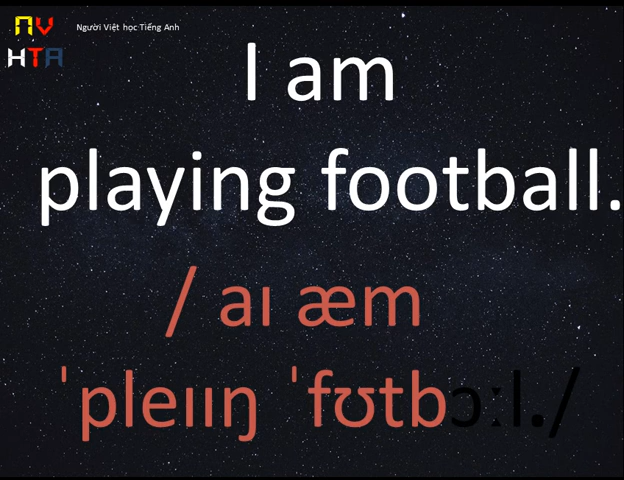 NV
Người Việt học Tiếng Anh
HTA
I am
playing football.
/ aɪ æm
ˈpleɪɪŋ ˈfʊtbɔːl./